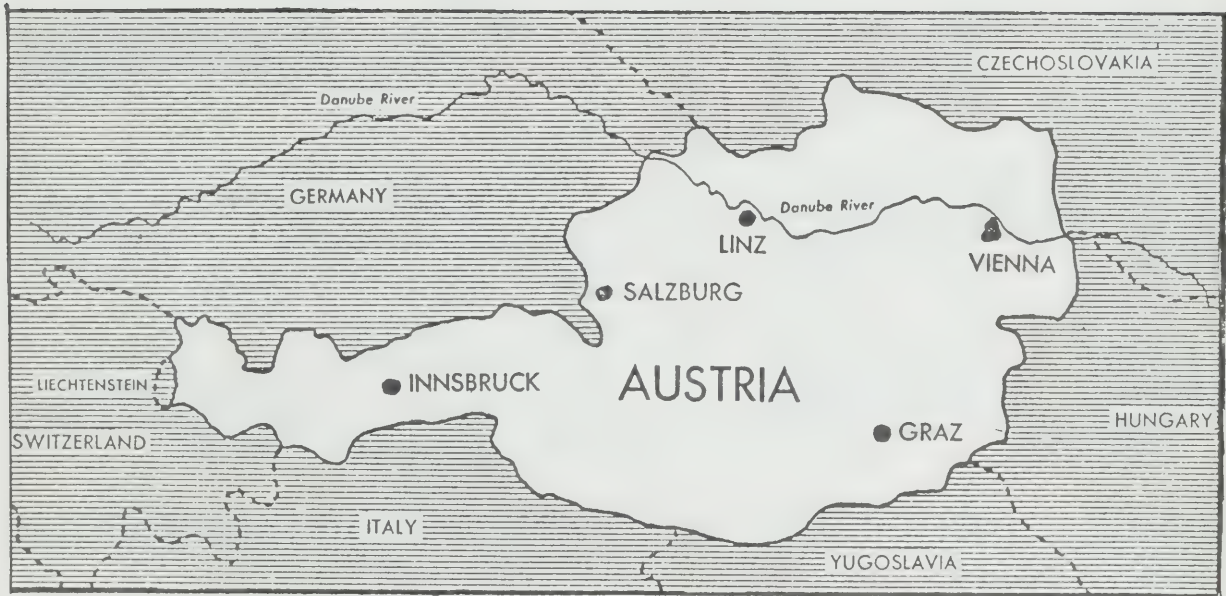 CZECHOSLOVAKIA
Danube River
GERMANY
Danube River
LINZ
VIENNA
SALZBURG
LIECHTENSTEIN
INNSBRUCK
AUSTRIA
HUNGARY
SWITZERLAND
GRAZ
ITALY
YUGOSLAVIA